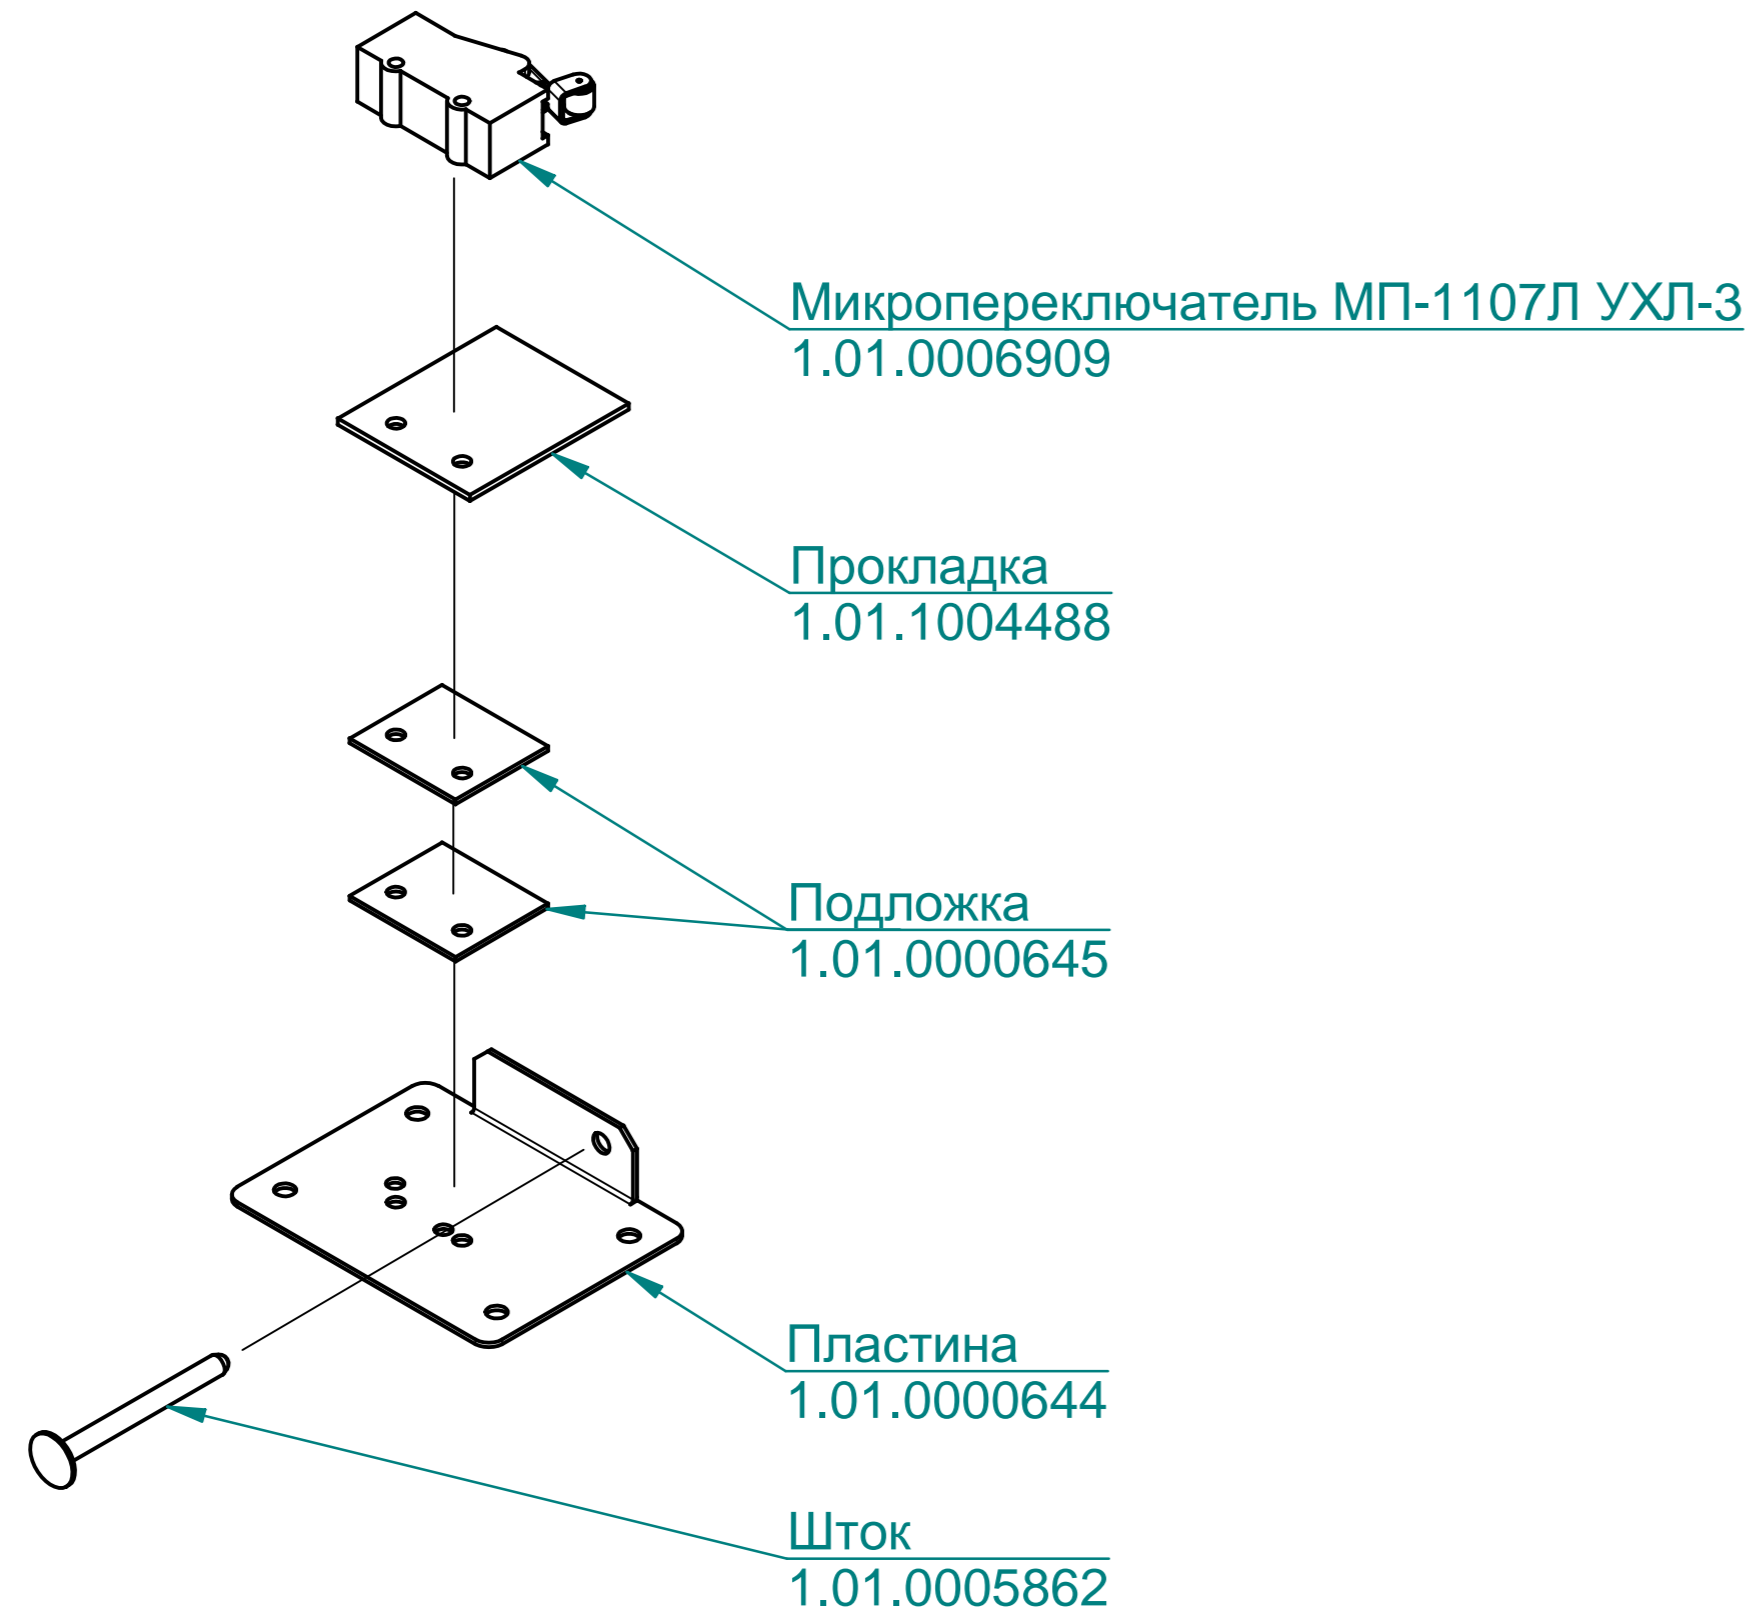 Микропереключатель МП-1107Л УХЛ-3
1.01.0006909
Прокладка
1.01.1004488
Подложка
1.01.0000645
Пластина
1.01.0000644
Шток
1.01.0005862